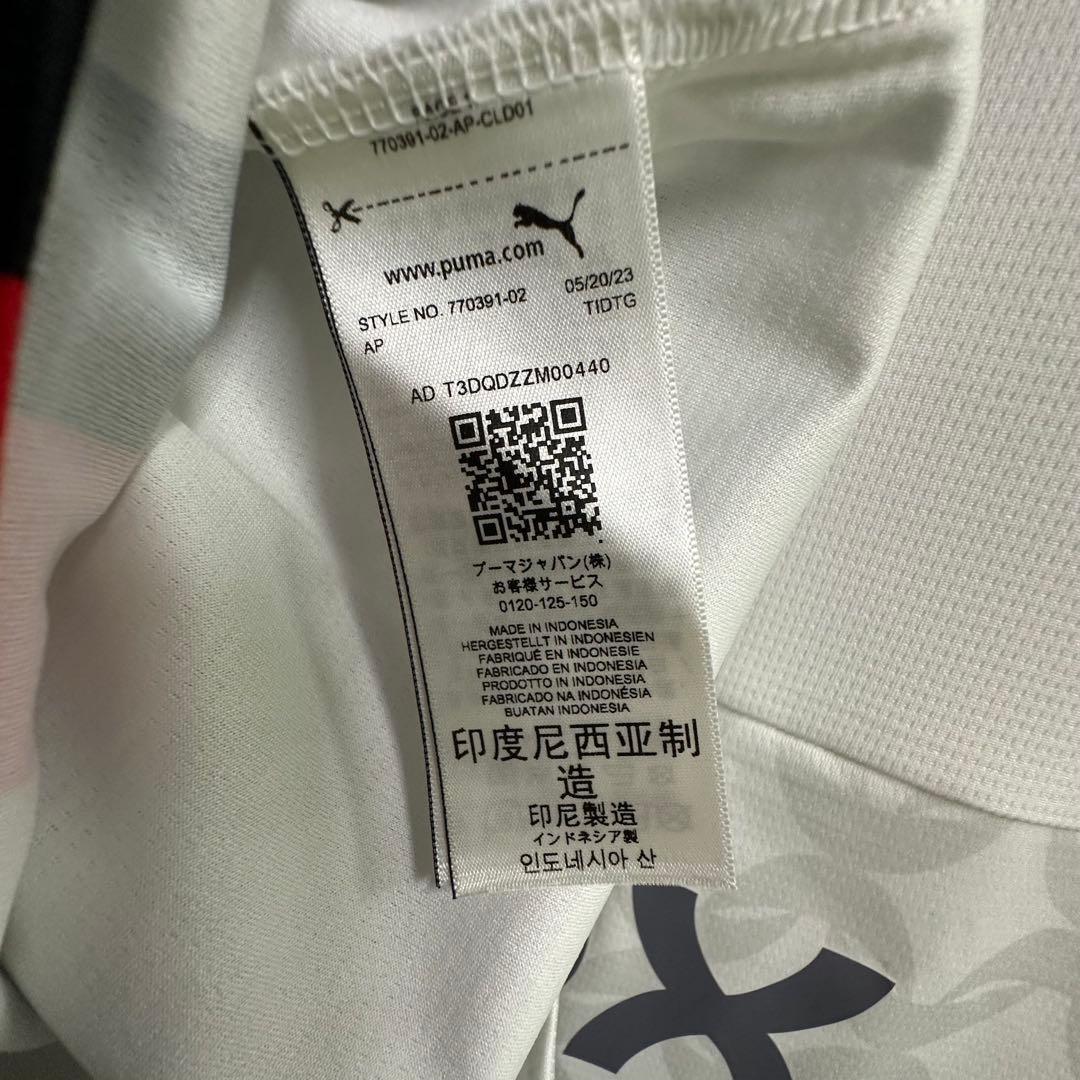 770391-02-AP-CLD01
www.puma.com
STYLE NO. 770391-02 05/20/23
AP TIDTG
AD T3DQDZZM00440
プーマジャパン(株)
お客様サービス
0120-125-150
MADE IN INDONESIA
HERGESTELLT IN INDONESIEN
FABRIQUÉ EN INDONESIE
FABRICADO EN INDONESIA
PRODOTTO IN INDONESIA
FABRICADO NA INDONÉSIA
BUATAN INDONESIA
印度尼西亚制
造
印尼製造
インドネシア製
인도네시아 산